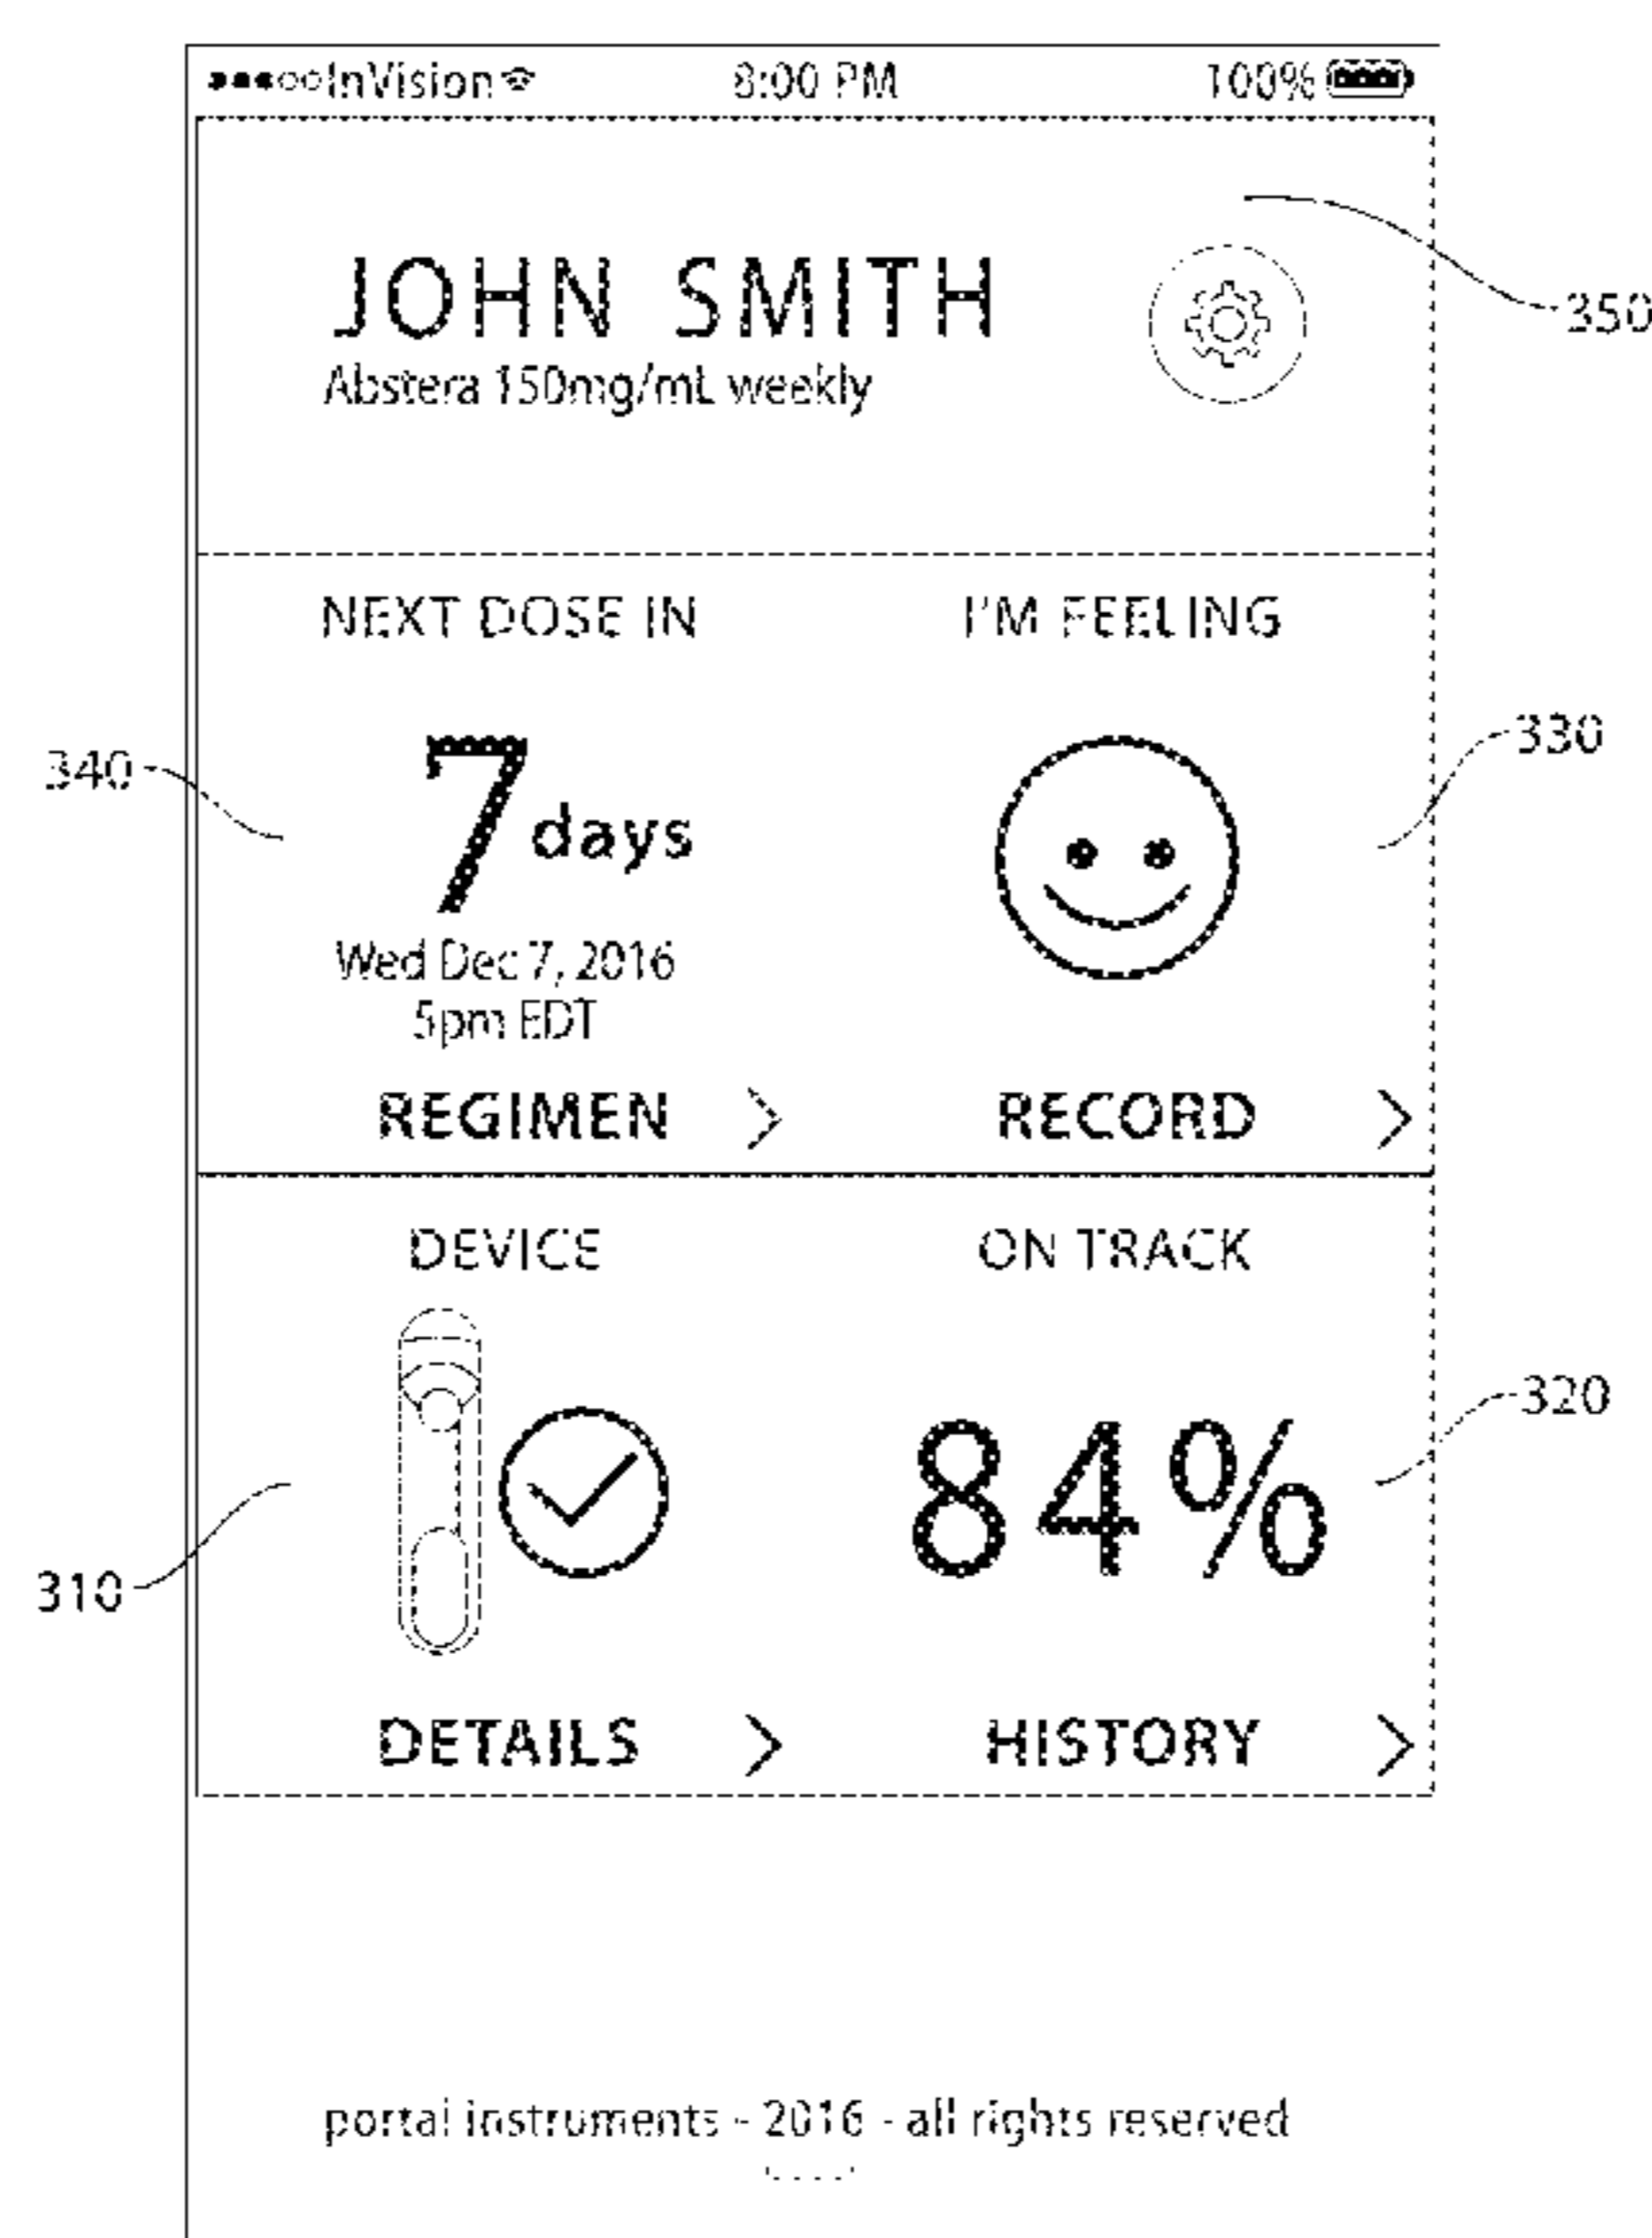 InVision 8:00 PM 100%
350
JOHN SMITH
Abstera 150mg/mL weekly
NEXT DOSE IN I'M FEELING
340 7 days 330
Wed Dec 7, 2016
5pm EDT
REGIMEN > RECORD >
DEVICE ON TRACK
310 84% 320
DETAILS > HISTORY >
portal instruments - 2016 - all rights reserved